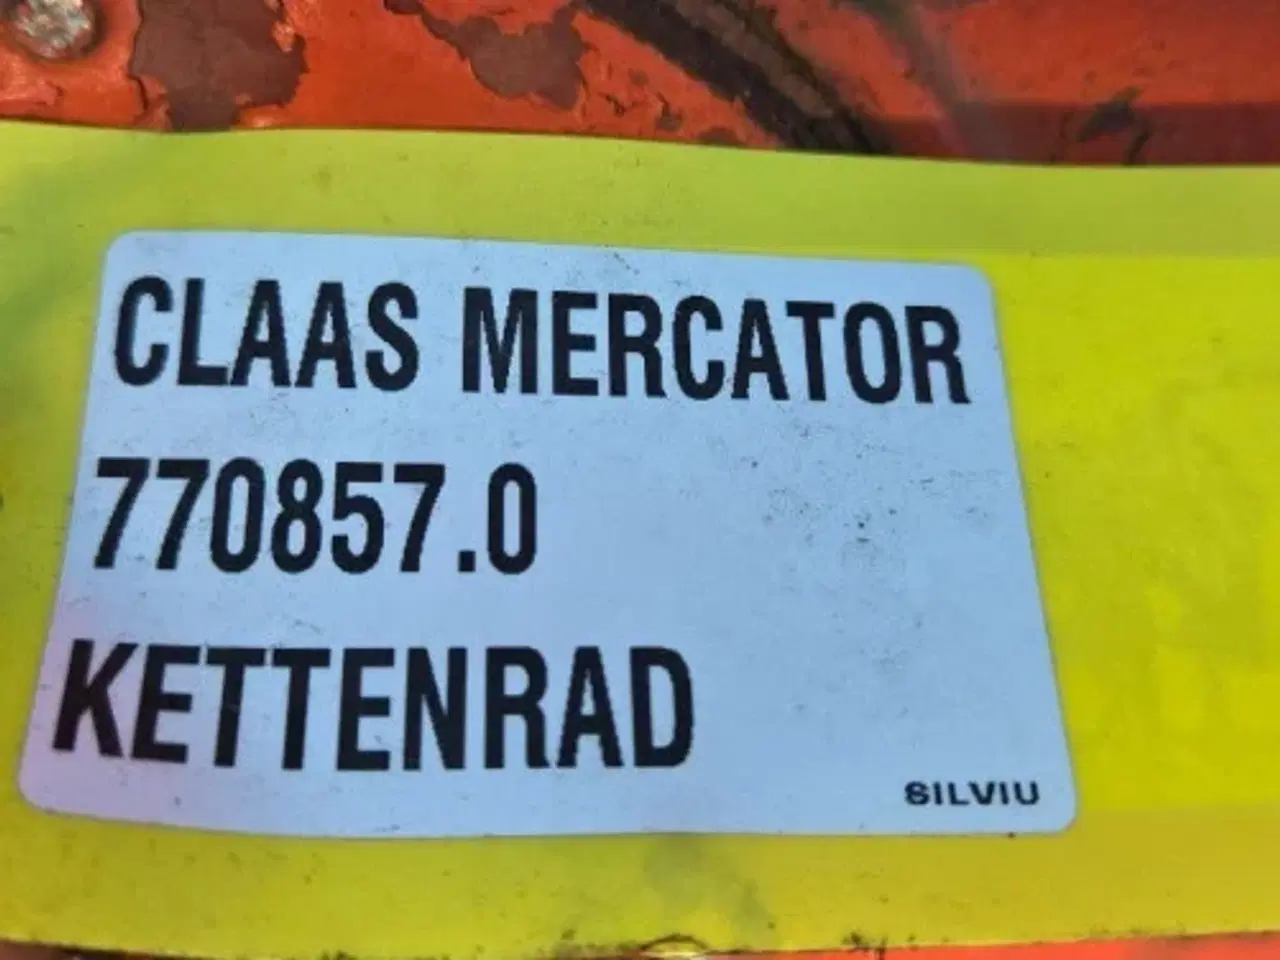 CLAAS MERCATOR
770857.0
KETTENRAD
SILVIU